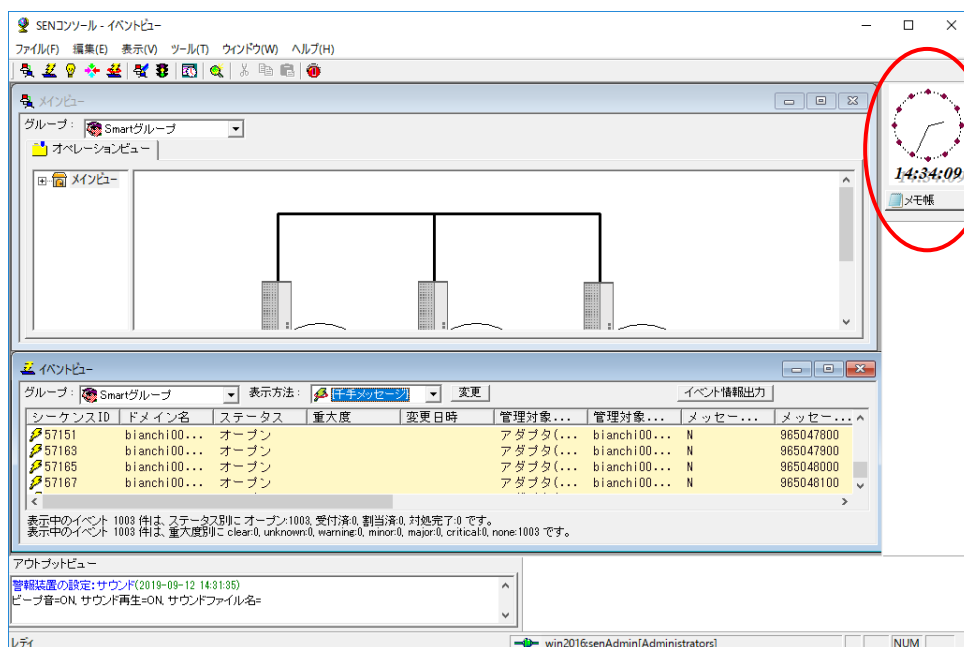 SENコンソール - イベントビュー
ファイル(F) 編集(E) 表示(V) ツール(T) ウィンドウ(W) ヘルプ(H)
メインビュー
グループ : Smartグループ
オペレーションビュー
メインビュー
14:34:09
メモ帳
イベントビュー
グループ : Smartグループ 表示方法 : [千手メッセージ] 変更 イベント情報出力
シーケンスID ドメイン名 ステータス 重大度 変更日時 管理対象... 管理対象... メッセー... メッセー...
57151 bianchi00... オープン アダプタ(... bianchi00... N 965047800
57163 bianchi00... オープン アダプタ(... bianchi00... N 965047900
57165 bianchi00... オープン アダプタ(... bianchi00... N 965048000
57167 bianchi00... オープン アダプタ(... bianchi00... N 965048100
表示中のイベント 1003 件は、ステータス別に オープン:1003, 受付済:0, 割当済:0, 対処完了:0 です。
表示中のイベント 1003 件は、重大度別に clear:0, unknown:0, warning:0, minor:0, major:0, critical:0, none:1003 です。
アウトプットビュー
警報装置の設定: サウンド(2019-09-12 14:31:35)
ビープ音=ON, サウンド再生=ON, サウンドファイル名=
レディ win2016:senAdmin[Administrators] NUM